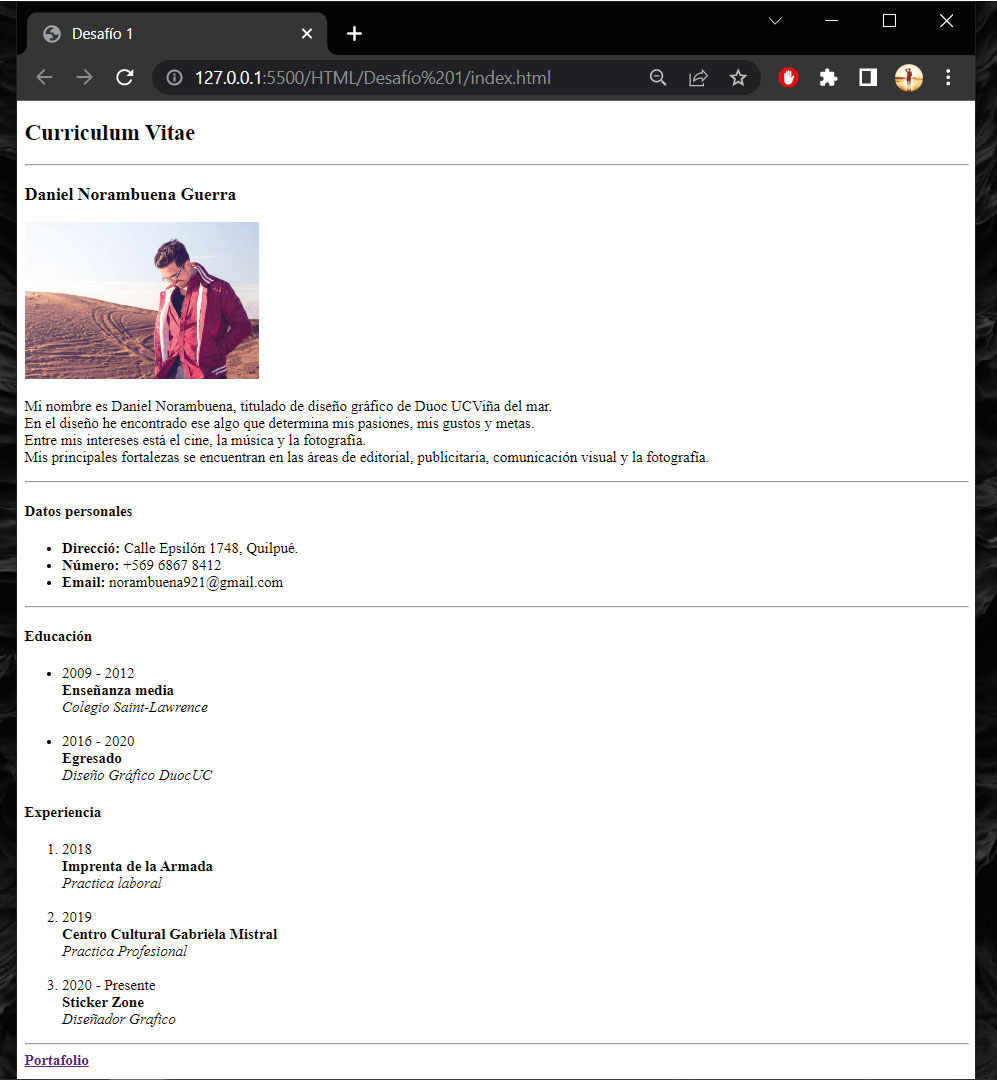 Desafío 1
127.0.0.1:5500/HTML/Desafío%201/index.html
Curriculum Vitae
Daniel Norambuena Guerra
Mi nombre es Daniel Norambuena, titulado de diseño gráfico de Duoc UCViña del mar.
En el diseño he encontrado ese algo que determina mis pasiones, mis gustos y metas.
Entre mis intereses está el cine, la música y la fotografía.
Mis principales fortalezas se encuentran en las áreas de editorial, publicitaria, comunicación visual y la fotografía.
Datos personales
• Direcció: Calle Epsilón 1748, Quilpué.
• Número: +569 6867 8412
• Email: norambuena921@gmail.com
Educación
• 2009 - 2012
Enseñanza media
Colegio Saint-Lawrence
• 2016 - 2020
Egresado
Diseño Gráfico DuocUC
Experiencia
1. 2018
Imprenta de la Armada
Practica laboral
2. 2019
Centro Cultural Gabriela Mistral
Practica Profesional
3. 2020 - Presente
Sticker Zone
Diseñador Grafico
Portafolio